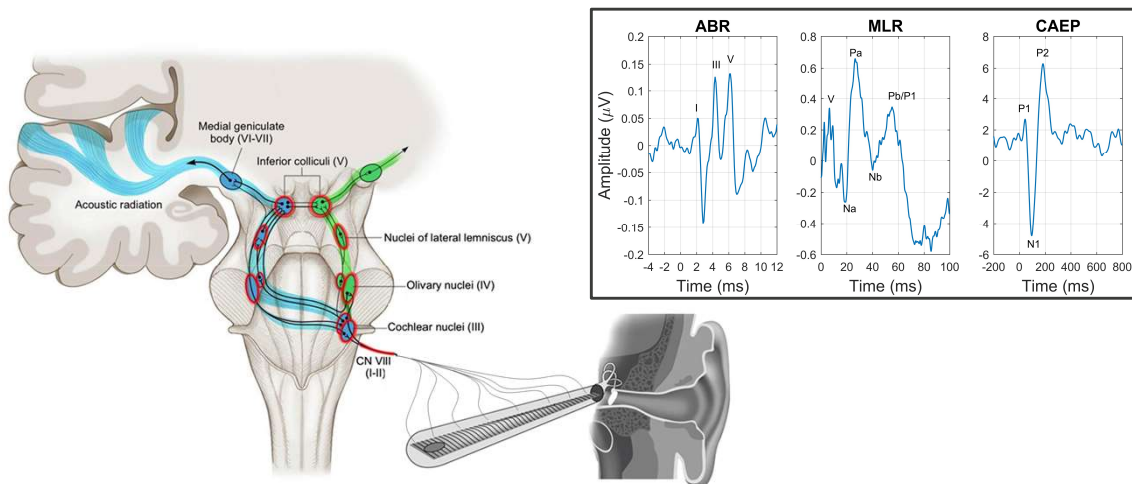 Medial geniculate
body (VI-VII)
Inferior colliculi (V)
Acoustic radiation
Nuclei of lateral lemniscus (V)
Olivary nuclei (IV)
Cochlear nuclei (III)
CN VIII
(I-II)
ABR
Amplitude (μV)
0.2
0.15
0.1
0.05
0
-0.05
-0.1
-0.15
-0.2
I
III
V
-4 -2 0 2 4 6 8 10 12
Time (ms)
MLR
0.8
0.6
0.4
0.2
0
-0.2
-0.4
-0.6
V
Na
Pa
Nb
Pb/P1
0 20 40 60 80 100
Time (ms)
CAEP
8
6
4
2
0
-2
-4
-6
P1
N1
P2
-200 0 200 400 600 800
Time (ms)